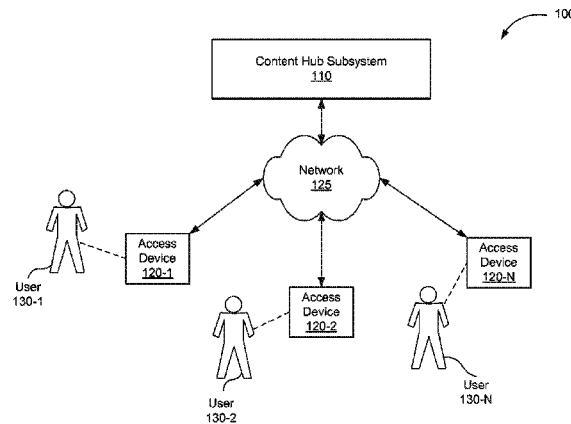 100
Content Hub Subsystem
110
Network
125
Access
Device
120-1
Access
Device
120-N
User
130-1
Access
Device
120-2
User
130-N
User
130-2